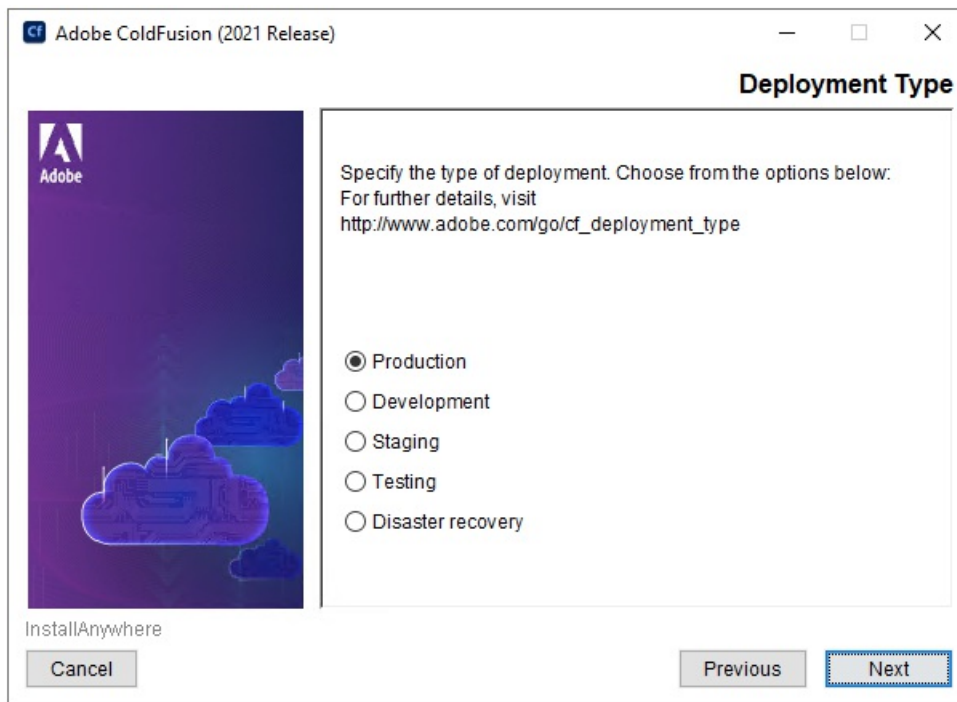 Cf Adobe ColdFusion (2021 Release)
Deployment Type
Adobe
Specify the type of deployment. Choose from the options below:
For further details, visit
http://www.adobe.com/go/cf_deployment_type
Production
Development
Staging
Testing
Disaster recovery
InstallAnywhere
Cancel
Previous
Next